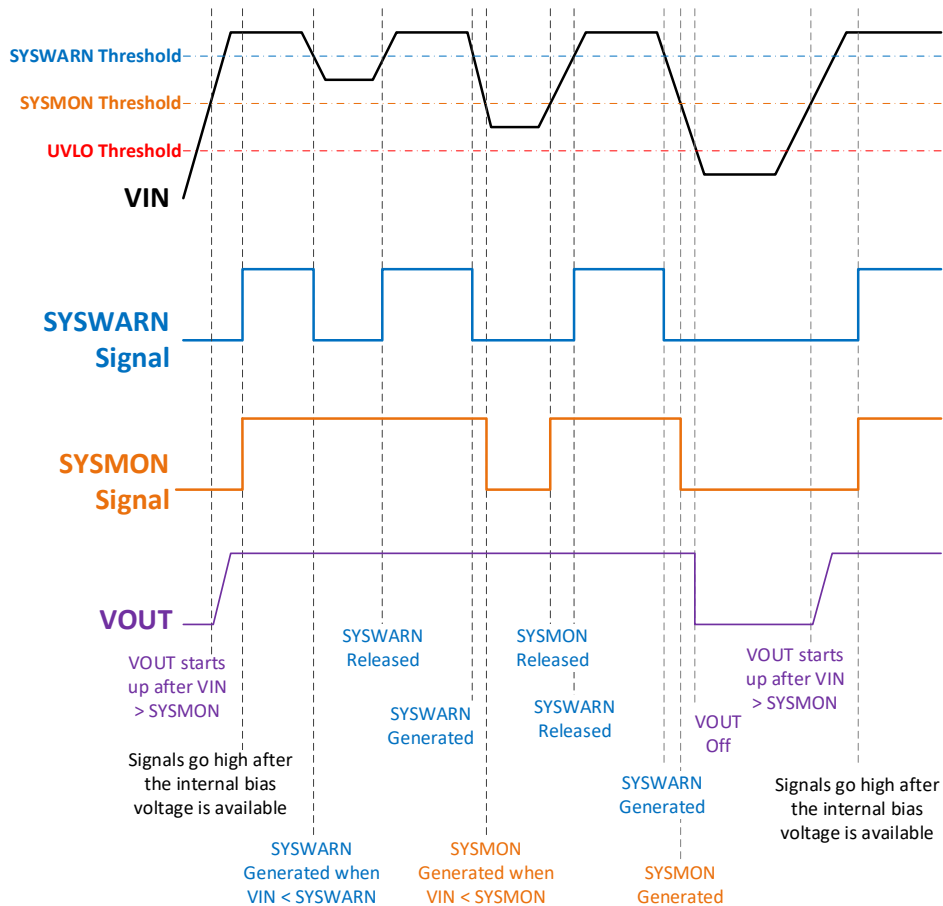 SYSWARN Threshold
SYSMON Threshold
UVLO Threshold
VIN
SYSWARN
Signal
SYSMON
Signal
VOUT
VOUT starts
up after VIN
> SYSMON
Signals go high after
the internal bias
voltage is available
SYSWARN
Generated when
VIN < SYSWARN
SYSWARN
Released
SYSWARN
Generated
SYSMON
Generated when
VIN < SYSMON
SYSMON
Released
SYSWARN
Released
SYSWARN
Generated
SYSMON
Generated
VOUT
Off
VOUT starts
up after VIN
> SYSMON
Signals go high after
the internal bias
voltage is available